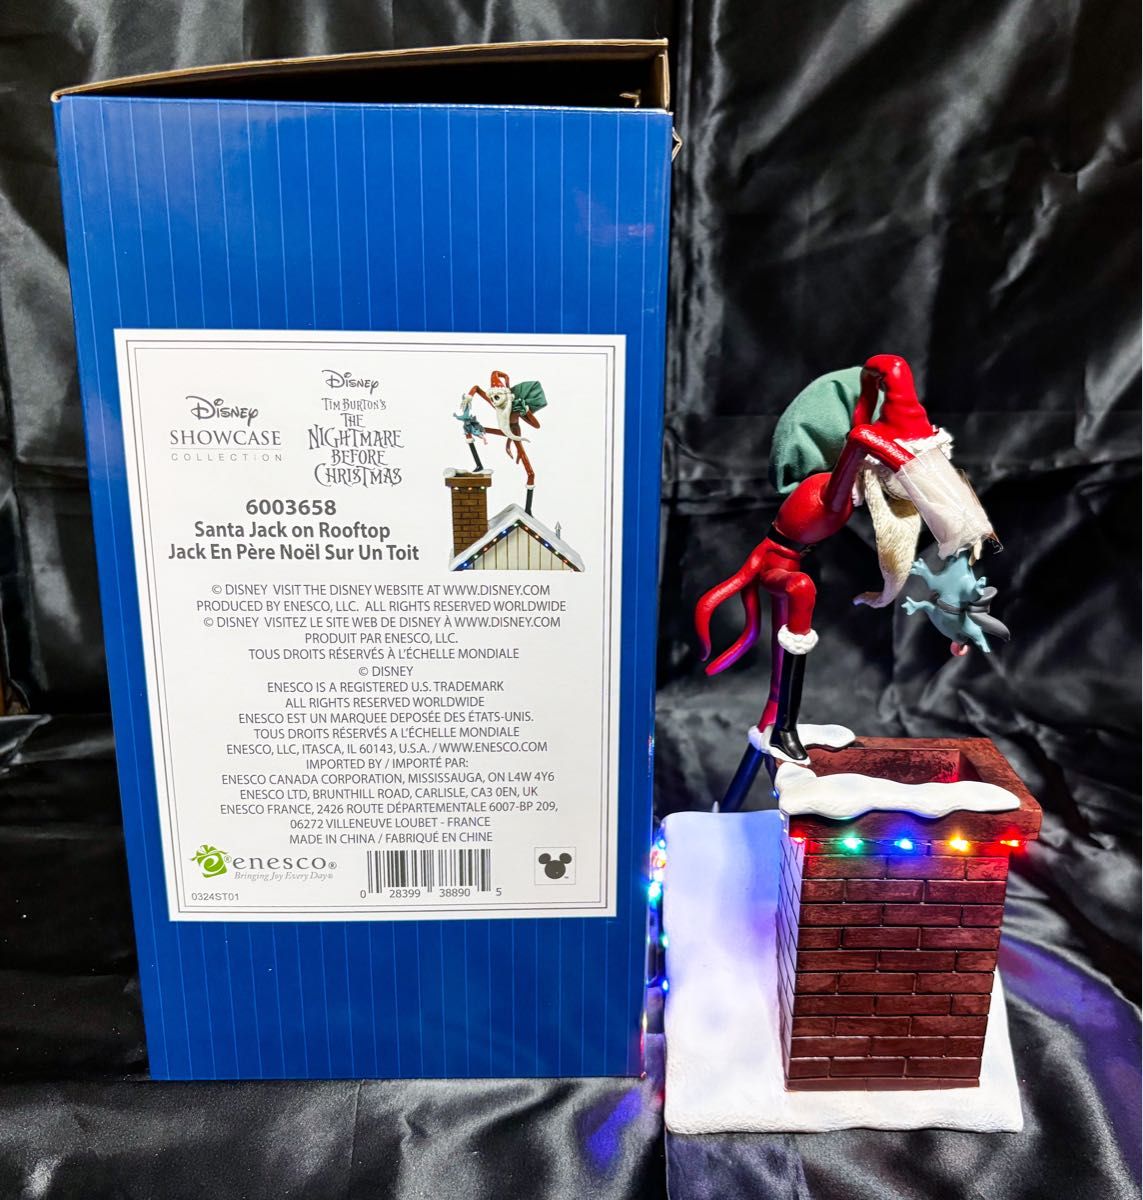 Disney
SHOWCASE
COLLECTION
Disney
TIM BURTON'S
THE
NIGHTMARE
BEFORE
CHRISTMAS
6003658
Santa Jack on Rooftop
Jack En Père Noël Sur Un Toit
© DISNEY VISIT THE DISNEY WEBSITE AT WWW.DISNEY.COM
PRODUCED BY ENESCO, LLC. ALL RIGHTS RESERVED WORLDWIDE
© DISNEY VISITEZ LE SITE WEB DE DISNEY À WWW.DISNEY.COM
PRODUIT PAR ENESCO, LLC.
TOUS DROITS RÉSERVÉS À L'ÉCHELLE MONDIALE
© DISNEY
ENESCO IS A REGISTERED U.S. TRADEMARK
ALL RIGHTS RESERVED WORLDWIDE
ENESCO EST UN MARQUEE DEPOSÉE DES ÉTATS-UNIS.
TOUS DROITS RÉSERVÉS A L'ÉCHELLE MONDIALE
ENESCO, LLC, ITASCA, IL 60143, U.S.A. / WWW.ENESCO.COM
IMPORTED BY / IMPORTÉ PAR:
ENESCO CANADA CORPORATION, MISSISSAUGA, ON L4W 4Y6
ENESCO LTD, BRUNTHILL ROAD, CARLISLE, CA3 0EN, UK
ENESCO FRANCE, 2426 ROUTE DÉPARTEMENTALE 6007-BP 209,
06272 VILLENEUVE LOUBET - FRANCE
MADE IN CHINA / FABRIQUÉ EN CHINE
enesco®
Bringing Joy Every Day®
0324ST01
0 28399 38890 5